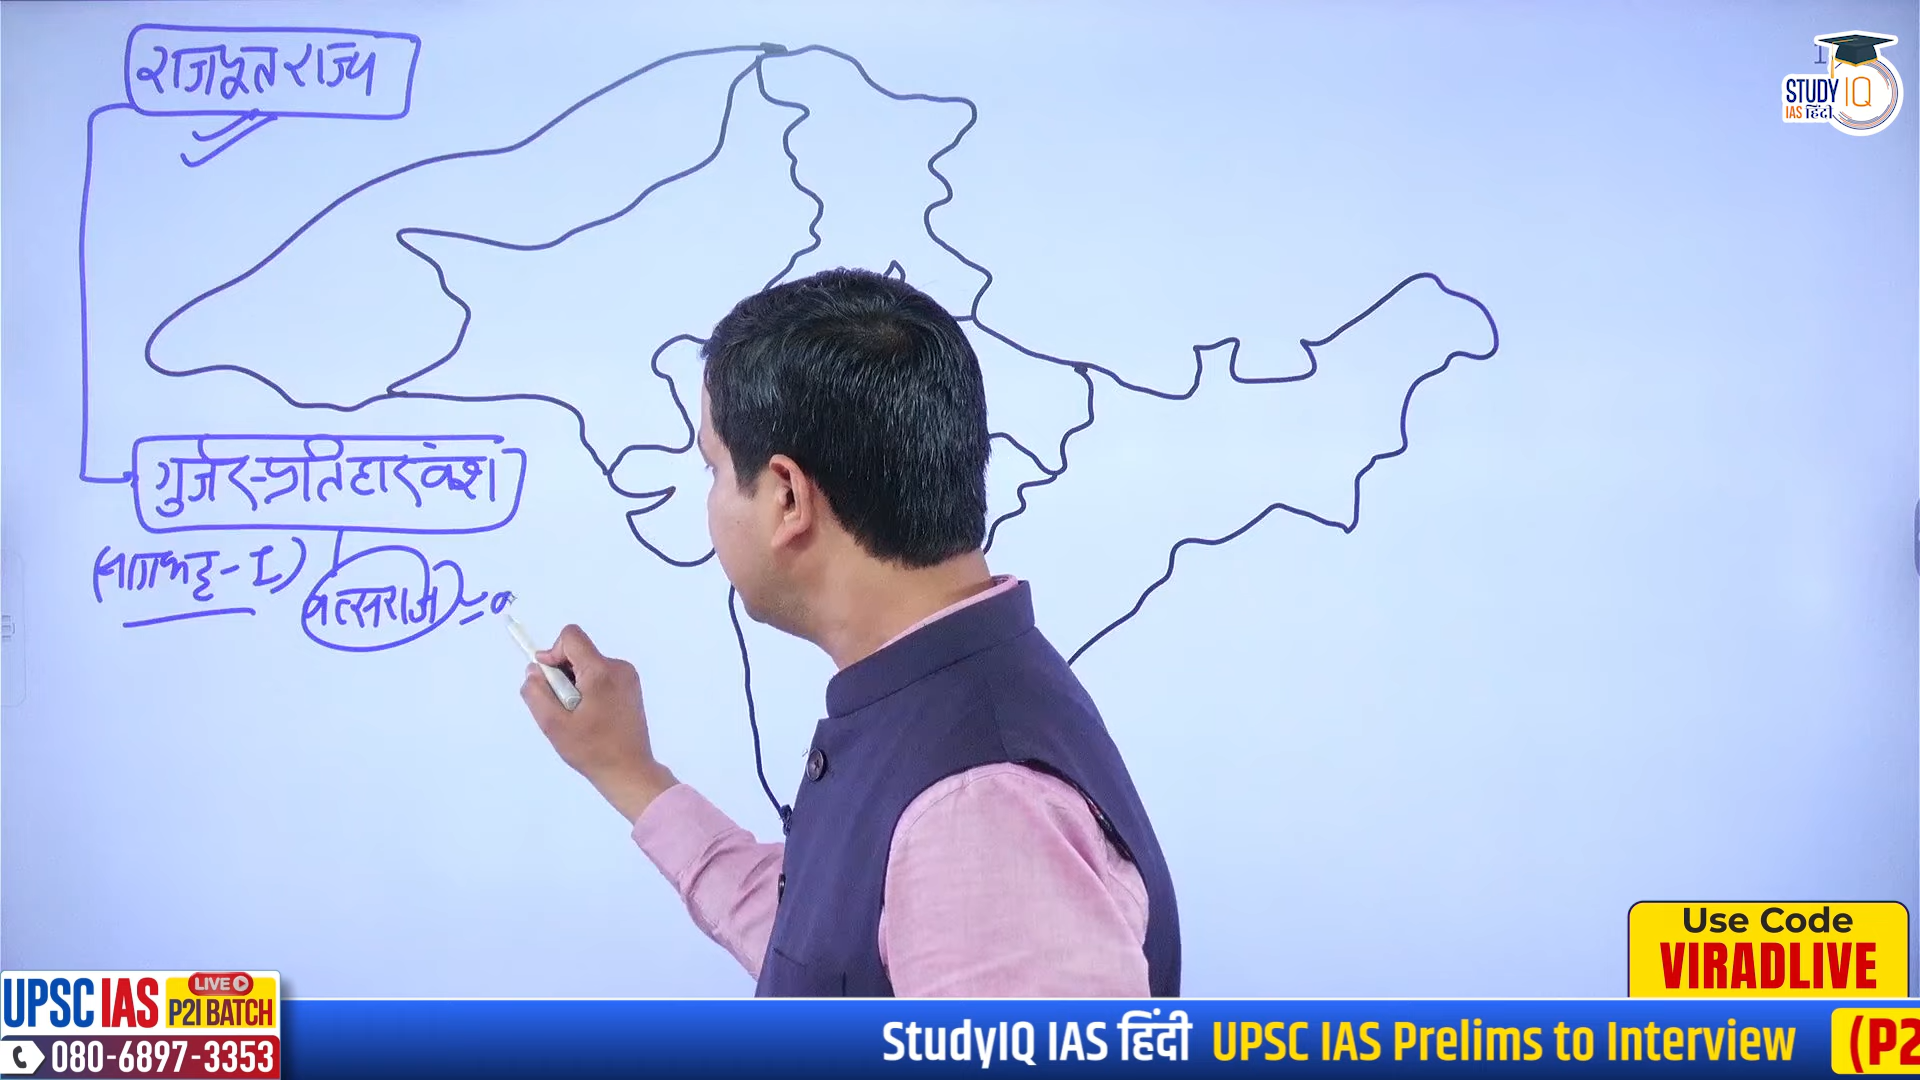 राजपूत राज्य
STUDY IQ
IAS हिंदी
गुर्जर-प्रतिहार वंश
(नागभट्ट-I)
वत्सराज
Use Code
VIRADLIVE
UPSC IAS
LIVE
P2I BATCH
080-6897-3353
StudyIQ IAS हिंदी UPSC IAS Prelims to Interview (P2